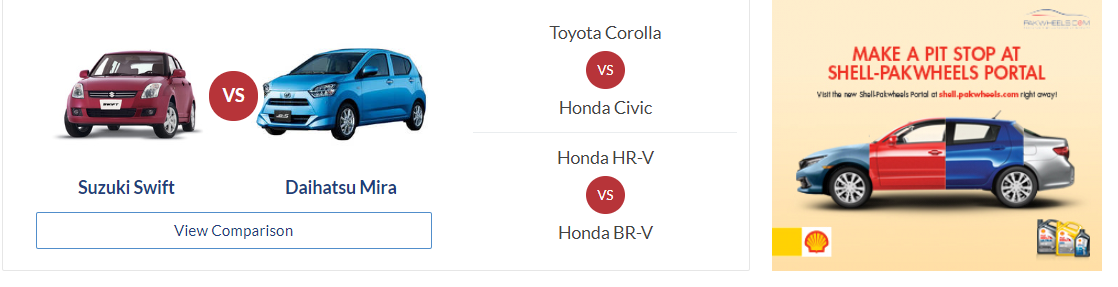 VS
Suzuki Swift
Daihatsu Mira
View Comparison
Toyota Corolla
VS
Honda Civic
Honda HR-V
VS
Honda BR-V
PAKWHEELS.COM
MAKE A PIT STOP AT
SHELL-PAKWHEELS PORTAL
Visit the new Shell-Pakwheels Portal at shell.pakwheels.com right away!
SWIFT